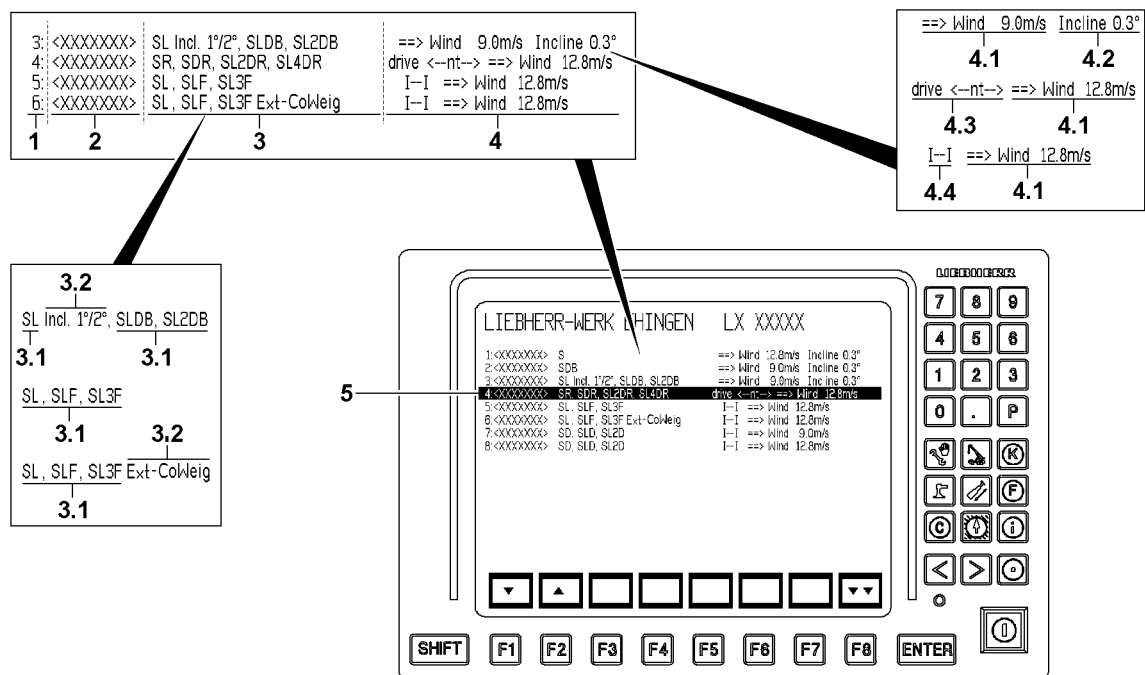 3: <XXXXXXX> SL Incl. 1°/2°, SLDB, SL2DB ==> Wind 9.0m/s Incline 0.3°
4: <XXXXXXX> SR, SDR, SL2DR, SL4DR drive <--nt--> ==> Wind 12.8m/s
5: <XXXXXXX> SL, SLF, SL3F I--I ==> Wind 12.8m/s
6: <XXXXXXX> SL, SLF, SL3F Ext-CoWeig I--I ==> Wind 12.8m/s
1 2 3 4
==> Wind 9.0m/s Incline 0.3°
4.1 4.2
drive <--nt--> ==> Wind 12.8m/s
4.3 4.1
I--I ==> Wind 12.8m/s
4.4 4.1
3.2
SL Incl. 1°/2°, SLDB, SL2DB
3.1 3.1
SL, SLF, SL3F
3.1 3.2
SL, SLF, SL3F Ext-CoWeig
3.1
LIEBHERR
LIEBHERR-WERK EHINGEN LX XXXXX
1:<XXXXXXX> S ==> Wind 12.8m/s Incline 0.3°
2:<XXXXXXX> SDB ==> Wind 9.0m/s Incline 0.3°
3:<XXXXXXX> SL Incl. 1°/2°, SLDB, SL2DB ==> Wind 9.0m/s Incline 0.3°
5
4:<XXXXXXX> SR, SDR, SL2DR, SL4DR drive <--nt--> ==> Wind 12.8m/s
5:<XXXXXXX> SL. SLF, SL3F I--I ==> Wind 12.8m/s
6:<XXXXXXX> SL. SLF, SL3F Ext-CoWeig I--I ==> Wind 12.8m/s
7:<XXXXXXX> SD, SLD, SL2D I--I ==> Wind 9.0m/s
8:<XXXXXXX> SD, SLD, SL2D I--I ==> Wind 12.8m/s
7 8 9
4 5 6
1 2 3
0 . P
K
F
C i
< >
SHIFT F1 F2 F3 F4 F5 F6 F7 F8 ENTER